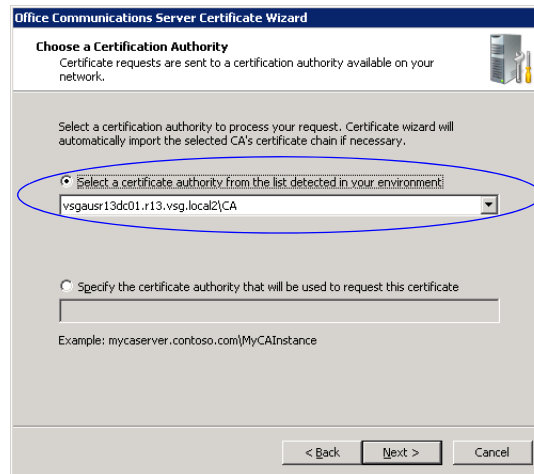 Office Communications Server Certificate Wizard
Choose a Certification Authority
Certificate requests are sent to a certification authority available on your
network.
Select a certification authority to process your request. Certificate wizard will
automatically import the selected CA's certificate chain if necessary.
Select a certificate authority from the list detected in your environment
vsgausr13dc01.r13.vsg.local2\CA
Specify the certificate authority that will be used to request this certificate
Example: mycaserver.contoso.com\MyCAInstance
< Back Next > Cancel